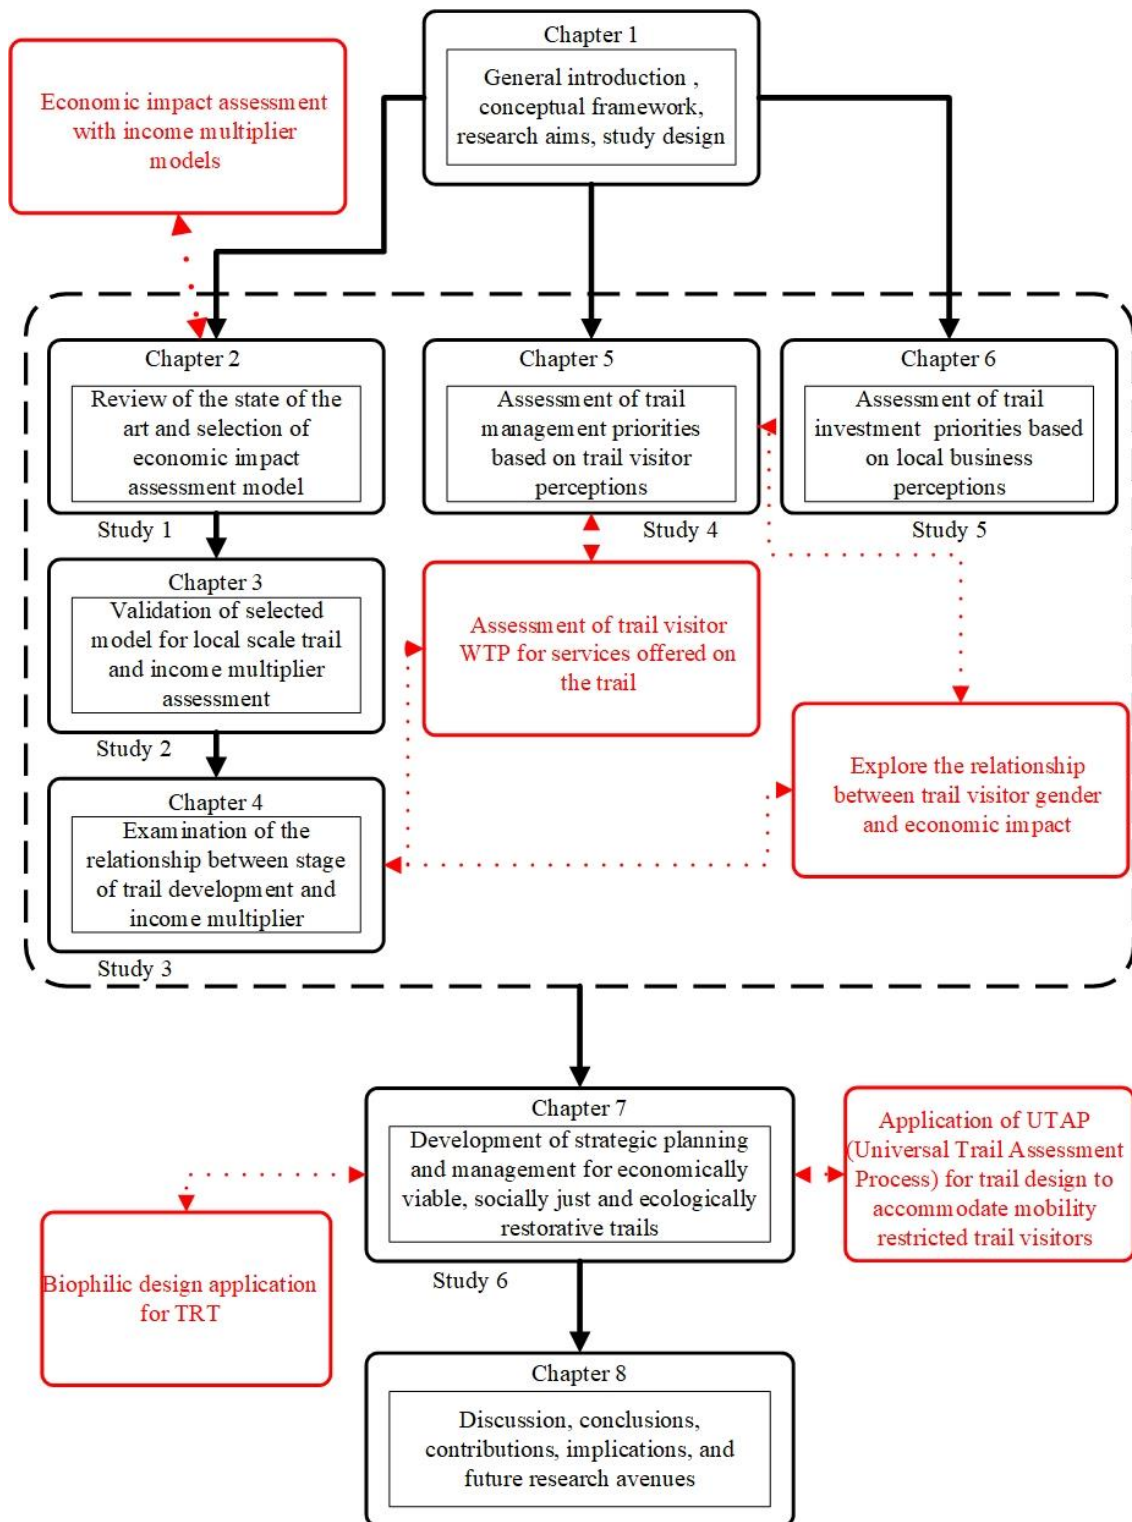 Chapter 1
General introduction ,
conceptual framework,
research aims, study design
Economic impact assessment
with income multiplier
models
Chapter 2
Review of the state of the
art and selection of
economic impact
assessment model
Study 1
Chapter 5
Assessment of trail
management priorities
based on trail visitor
perceptions
Study 4
Chapter 6
Assessment of trail
investment priorities based
on local business
perceptions
Study 5
Chapter 3
Validation of selected
model for local scale trail
and income multiplier
assessment
Study 2
Assessment of trail visitor
WTP for services offered on
the trail
Explore the relationship
between trail visitor gender
and economic impact
Chapter 4
Examination of the
relationship between stage
of trail development and
income multiplier
Study 3
Chapter 7
Development of strategic planning
and management for economically
viable, socially just and ecologically
restorative trails
Study 6
Application of UTAP
(Universal Trail Assessment
Process) for trail design to
accommodate mobility
restricted trail visitors
Biophilic design application
for TRT
Chapter 8
Discussion, conclusions,
contributions, implications, and
future research avenues